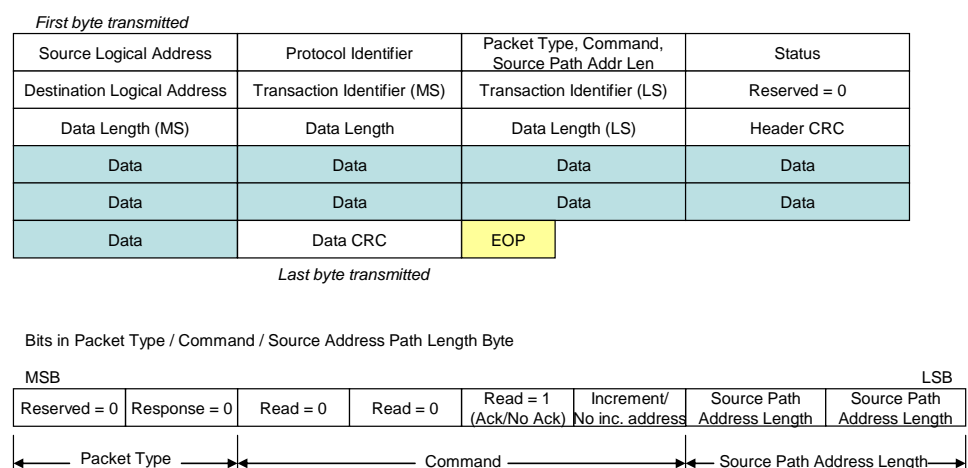 First byte transmitted
Source Logical Address
Protocol Identifier
Packet Type, Command,
Source Path Addr Len
Status
Destination Logical Address
Transaction Identifier (MS)
Transaction Identifier (LS)
Reserved = 0
Data Length (MS)
Data Length
Data Length (LS)
Header CRC
Data
Data
Data
Data
Data
Data
Data
Data
Data
Data CRC
EOP
Last byte transmitted
Bits in Packet Type / Command / Source Address Path Length Byte
MSB
LSB
Reserved = 0
Response = 0
Read = 0
Read = 0
Read = 1
(Ack/No Ack)
Increment/
No inc. address
Source Path
Address Length
Source Path
Address Length
Packet Type
Command
Source Path Address Length